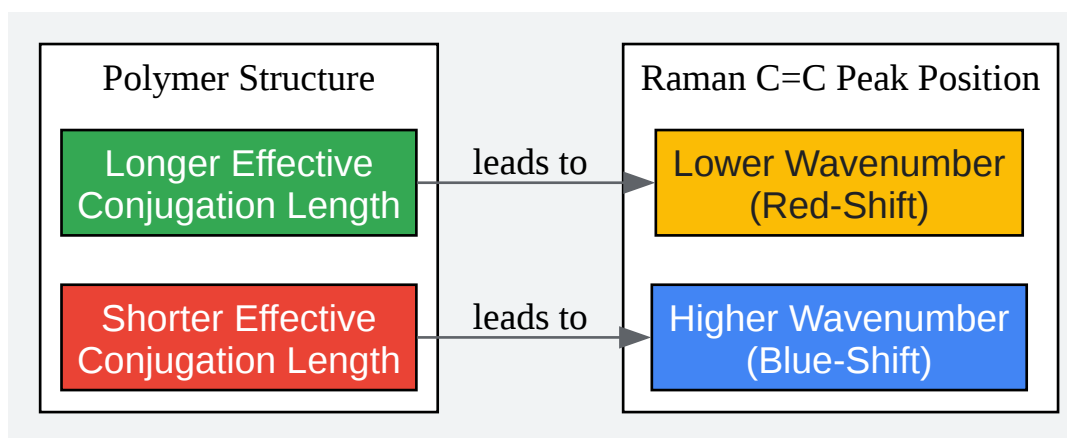 Polymer Structure
Raman C=C Peak Position
Longer Effective
Conjugation Length
leads to
Lower Wavenumber
(Red-Shift)
Shorter Effective
Conjugation Length
leads to
Higher Wavenumber
(Blue-Shift)